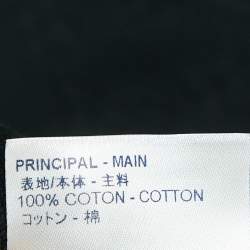 PRINCIPAL - MAIN
表地/本体 - 主料
100% COTON - COTTON
コットン - 棉